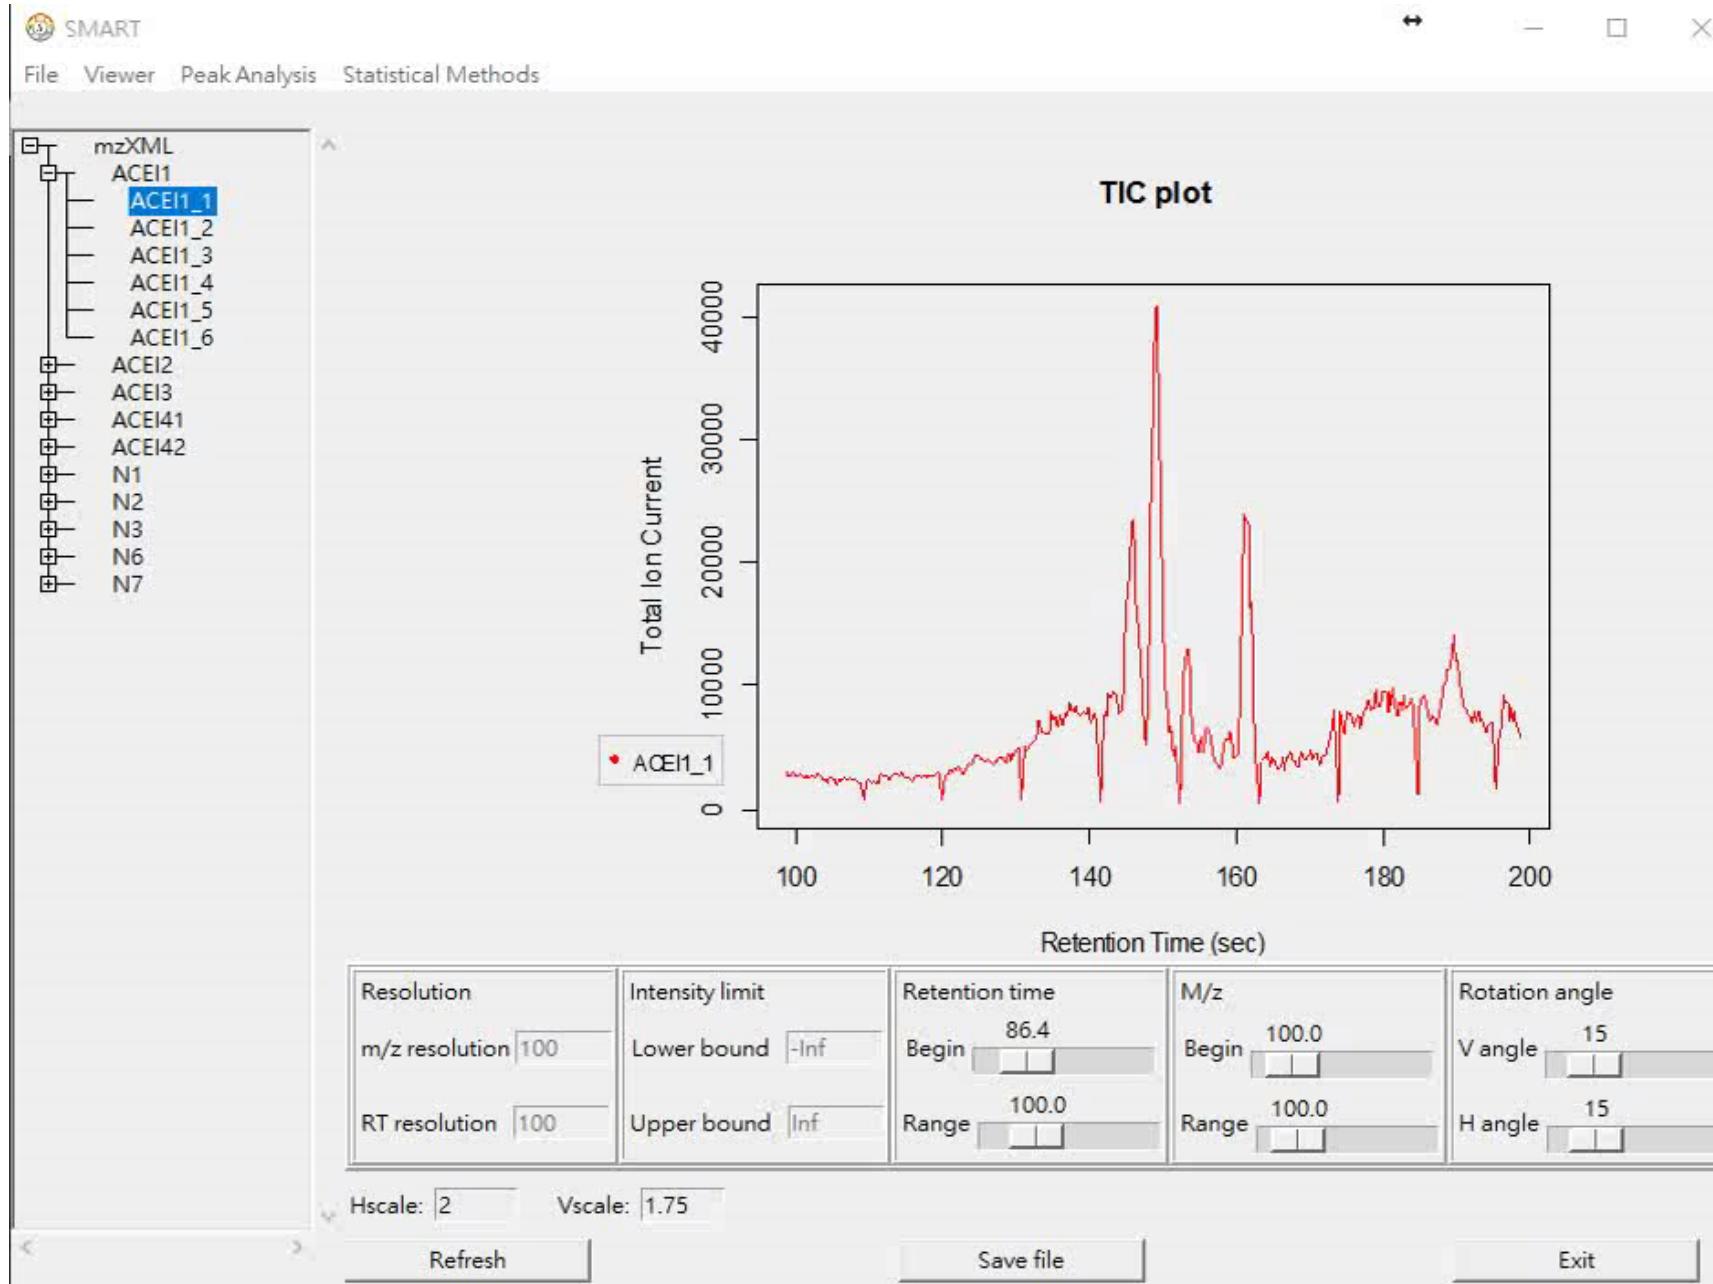 SMART
File Viewer Peak Analysis Statistical Methods
mzXML
ACEI1
ACEI1_1
ACEI1_2
ACEI1_3
ACEI1_4
ACEI1_5
ACEI1_6
ACEI2
ACEI3
ACEI41
ACEI42
N1
N2
N3
N6
N7
TIC plot
Total Ion Current
40000
30000
20000
10000
0
ACEI1_1
100 120 140 160 180 200
Retention Time (sec)
Resolution
m/z resolution 100
RT resolution 100
Intensity limit
Lower bound -Inf
Upper bound Inf
Retention time
86.4
Begin
100.0
Range
M/z
100.0
Begin
100.0
Range
Rotation angle
15
V angle
15
H angle
Hscale: 2 Vscale: 1.75
Refresh Save file Exit